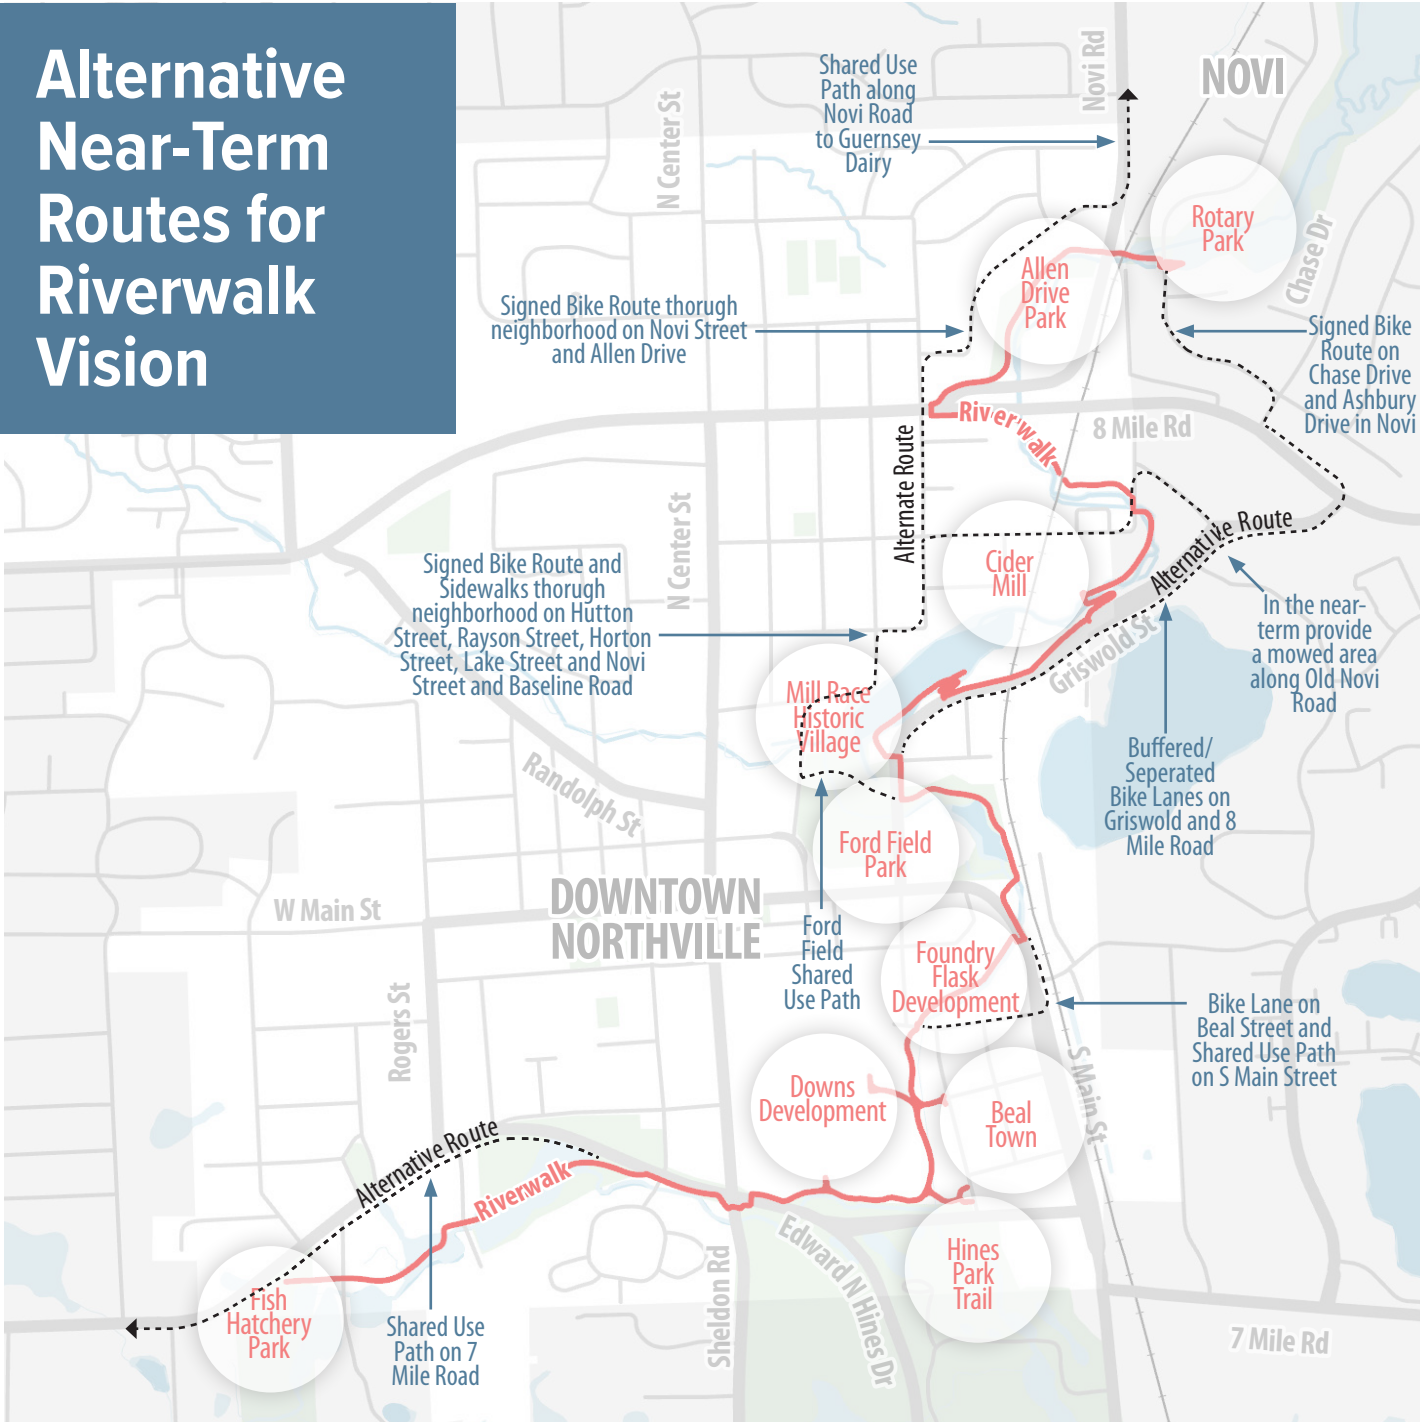 Alternative
Near-Term
Routes for
Riverwalk
Vision
Shared Use
Path along
Novi Road
to Guernsey
Dairy
Novi Rd
NOVI
N Center St
Rotary
Park
Chase Dr
Allen
Drive
Park
Signed Bike Route thorugh
neighborhood on Novi Street
and Allen Drive
Signed Bike
Route on
Chase Drive
and Ashbury
Drive in Novi
Riverwalk
8 Mile Rd
Alternate Route
N Center St
Alternative Route
Cider
Mill
Signed Bike Route and
Sidewalks thorugh
neighborhood on Hutton
Street, Rayson Street, Horton
Street, Lake Street and Novi
Street and Baseline Road
In the near-
term provide
a mowed area
along Old Novi
Road
Griswold St
Mill Race
Historic
Village
Buffered/
Seperated
Bike Lanes on
Griswold and 8
Mile Road
Randolph St
Ford Field
Park
DOWNTOWN
NORTHVILLE
W Main St
Ford
Field
Shared
Use Path
Foundry
Flask
Development
Rogers St
Bike Lane on
Beal Street and
Shared Use Path
on S Main Street
S Main St
Downs
Development
Beal
Town
Alternative Route
Riverwalk
Edward N Hines Dr
Sheldon Rd
Hines
Park
Trail
Fish
Hatchery
Park
Shared Use
Path on 7
Mile Road
7 Mile Rd